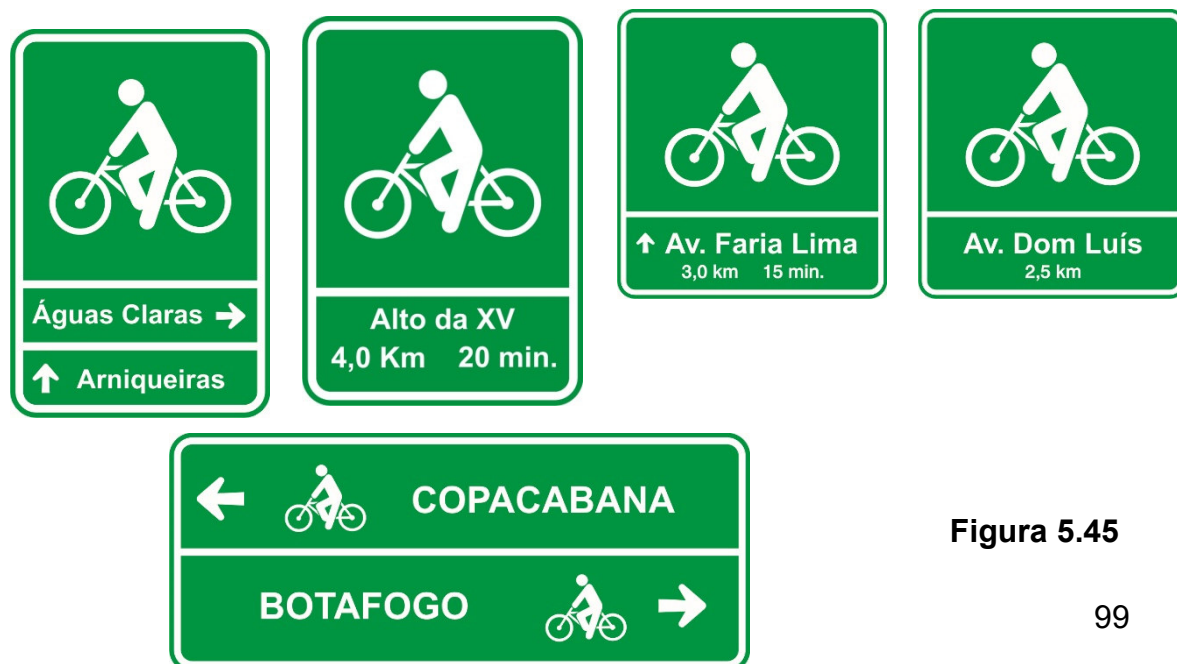 Águas Claras →
↑ Arniqueiras
Alto da XV
4,0 Km 20 min.
↑ Av. Faria Lima
3,0 km 15 min.
Av. Dom Luís
2,5 km
← COPACABANA
BOTAFOGO →
Figura 5.45
99